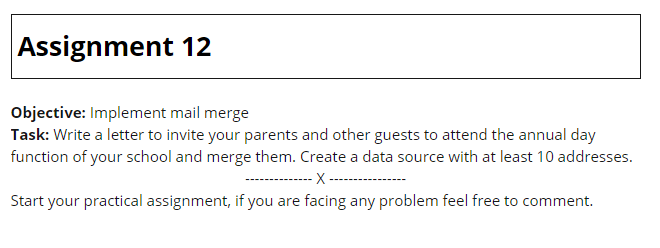 Assignment 12
Objective: Implement mail merge
Task: Write a letter to invite your parents and other guests to attend the annual day
function of your school and merge them. Create a data source with at least 10 addresses.
-------------- X ----------------
Start your practical assignment, if you are facing any problem feel free to comment.